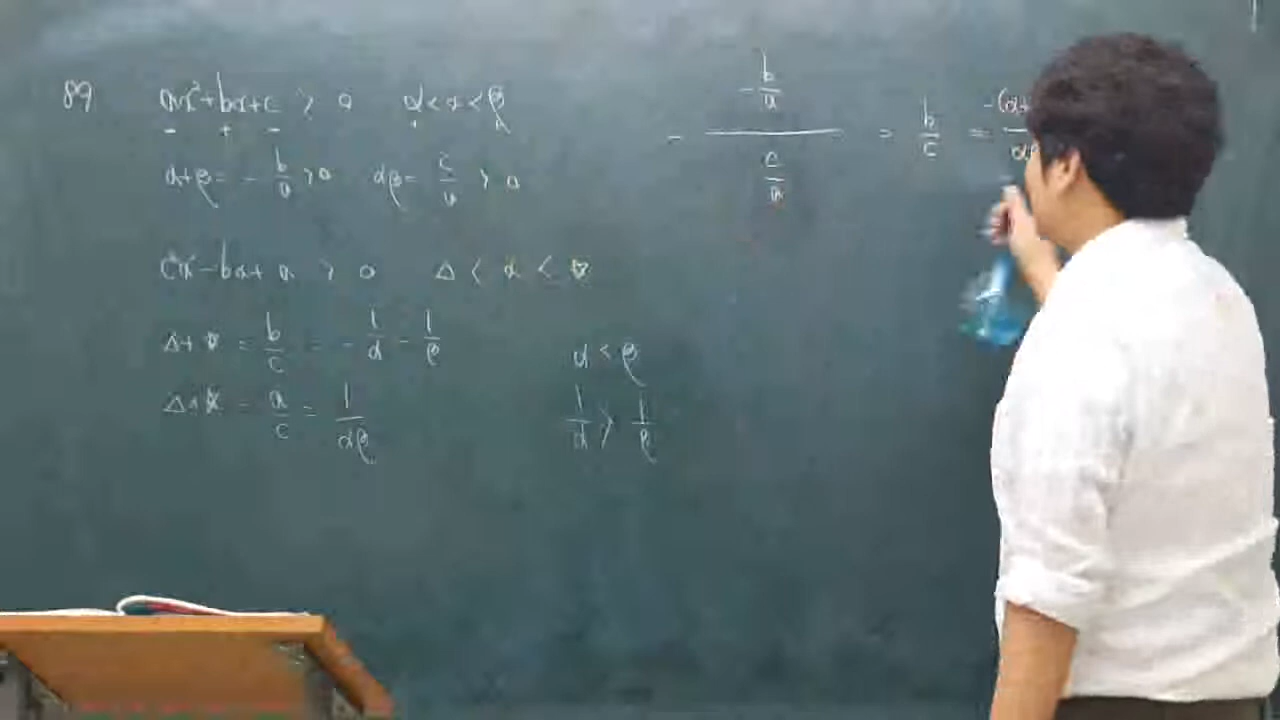 89 ax²+bx+c > 0 α < x < β
- + - + +
α+β = - b/a > 0 αβ = c/a > 0
cx²-bx+a > 0 Δ < x < ☆
Δ+☆ = b/c = - 1/α - 1/β
Δ×☆ = a/c = 1/αβ
α < β
1/α > 1/β
- (-b/a)/(c/a) = b/c = -(α+